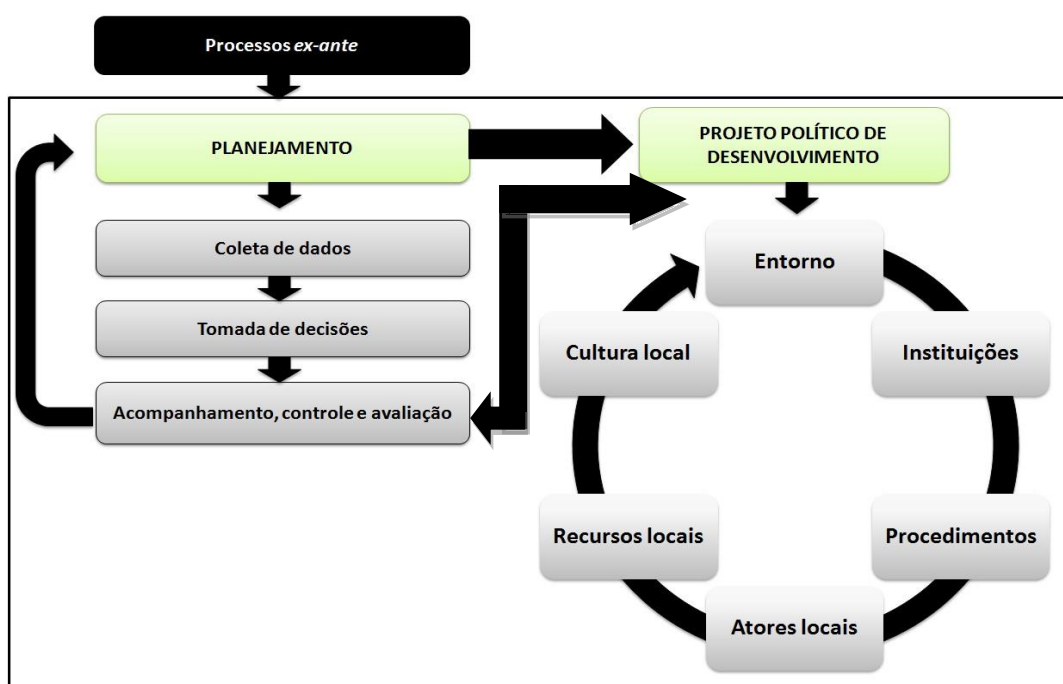 Processos ex-ante
PLANEJAMENTO
Coleta de dados
Tomada de decisões
Acompanhamento, controle e avaliação
PROJETO POLÍTICO DE
DESENVOLVIMENTO
Entorno
Instituições
Procedimentos
Atores locais
Recursos locais
Cultura local